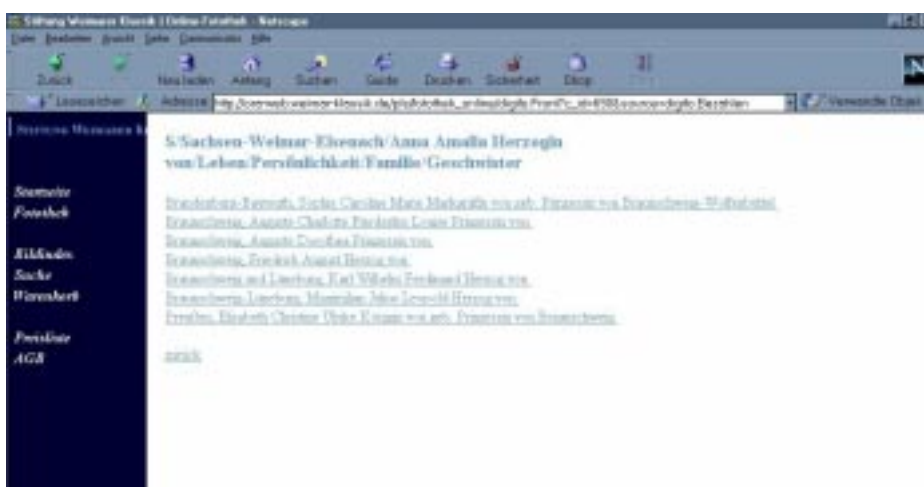 Stiftung Weimarer Klassik | Online-Fotothek - Netscape
Datei Bearbeiten Ansicht Gehe Communicator Hilfe
Zurück Neu laden Anfang Suchen Guide Drucken Sicherheit Stop
Lesezeichen Adresse Verwandte Objekte
S/Sachsen-Weimar-Eisenach/Anna Amalia Herzogin
von/Leben/Persönlichkeit/Familie/Geschwister
Startseite
Fotothek
Bildindex
Suche
Warenkorb
Preisliste
AGB
Brandenburg-Bayreuth, Sophie Caroline Marie Markgräfin von geb. Prinzessin von Braunschweig-Wolfenbüttel
Braunschweig, Auguste Charlotte Friederike Louise Prinzessin von
Braunschweig, Auguste Dorothea Prinzessin von
Braunschweig, Friedrich August Herzog von
Braunschweig und Lüneburg, Karl Wilhelm Ferdinand Herzog von
Braunschweig-Lüneburg, Maximilian Julius Leopold Herzog von
Preußen, Elisabeth Christine Ulrike von geb. Prinzessin von Braunschweig
zurück